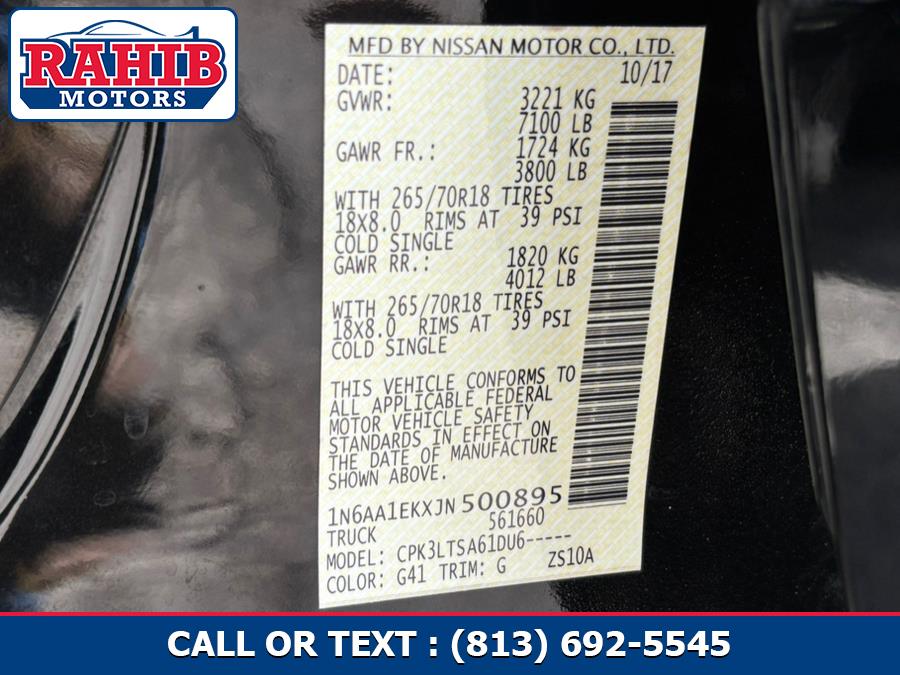 RAHIB
MOTORS
MFD BY NISSAN MOTOR CO., LTD.
DATE: 10/17
GVWR: 3221 KG
7100 LB
GAWR FR.: 1724 KG
3800 LB
WITH 265/70R18 TIRES
18X8.0 RIMS AT 39 PSI
COLD SINGLE
GAWR RR.: 1820 KG
4012 LB
WITH 265/70R18 TIRES
18X8.0 RIMS AT 39 PSI
COLD SINGLE
THIS VEHICLE CONFORMS TO
ALL APPLICABLE FEDERAL
MOTOR VEHICLE SAFETY
STANDARDS IN EFFECT ON
THE DATE OF MANUFACTURE
SHOWN ABOVE.
1N6AA1EKXJN500895
561660
TRUCK
MODEL: CPK3LTSA61DU6-----
COLOR: G41 TRIM: G ZS10A
CALL OR TEXT : (813) 692-5545